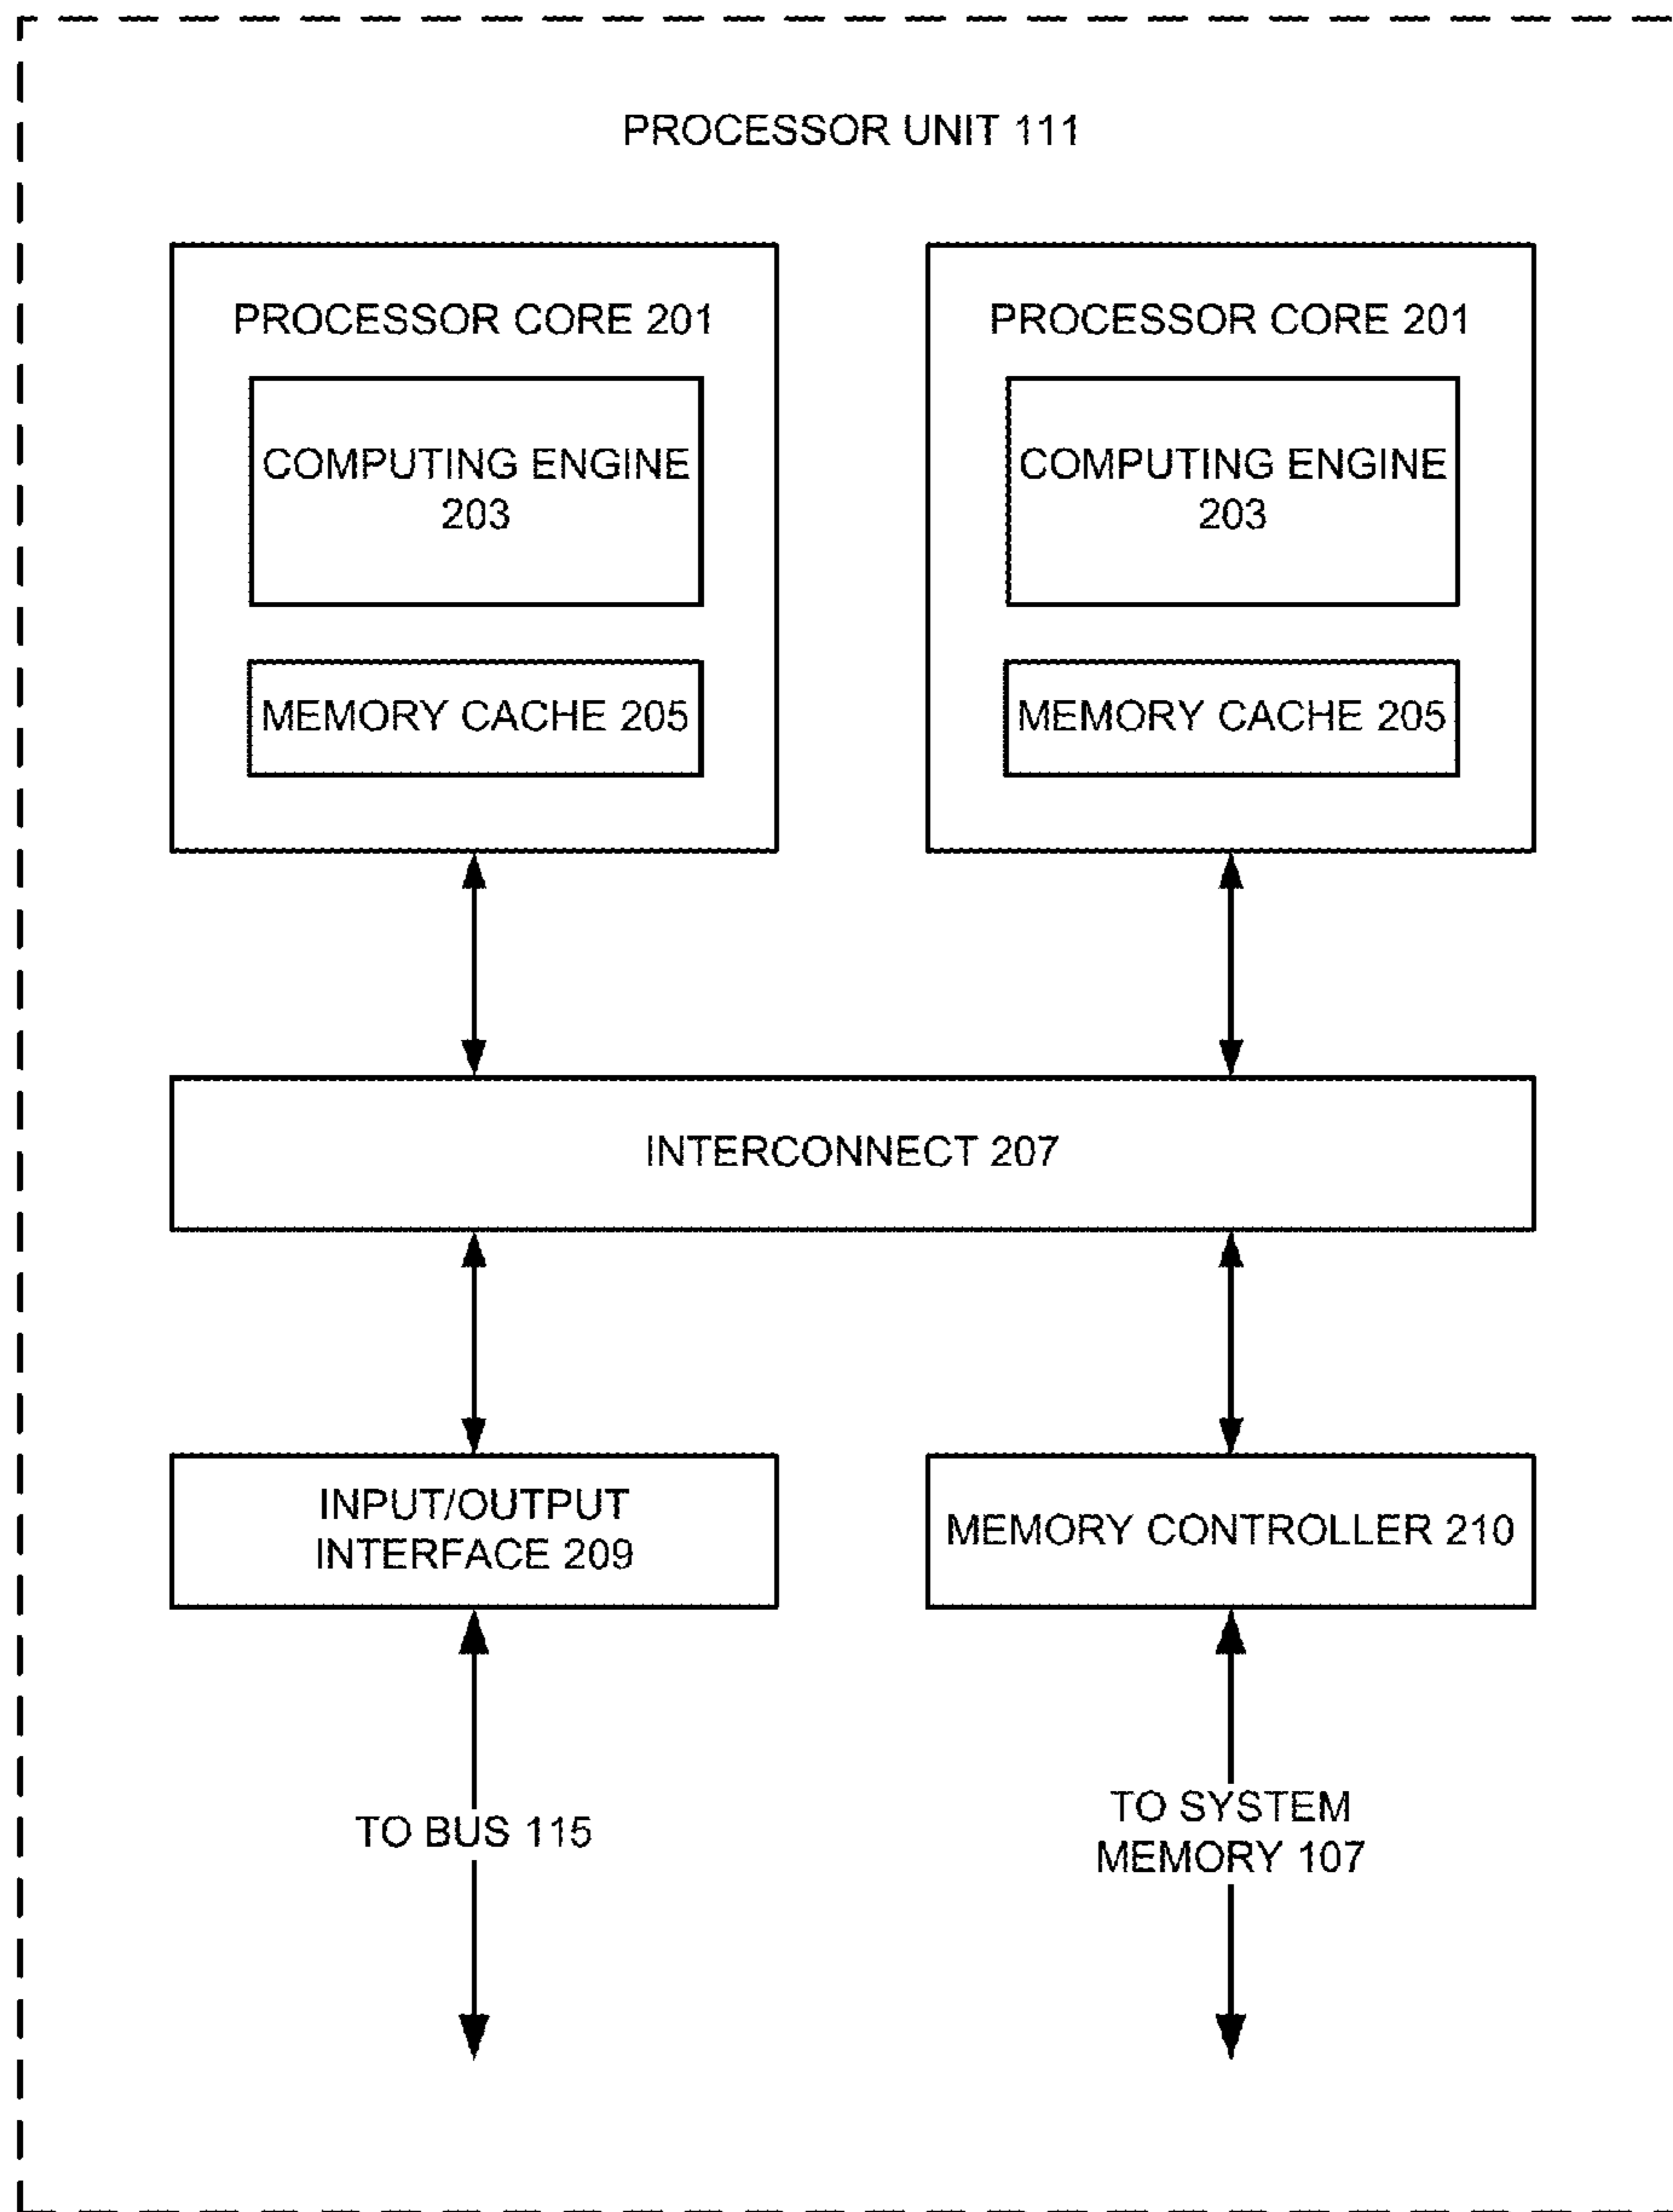 PROCESSOR UNIT 111
PROCESSOR CORE 201
COMPUTING ENGINE
203
MEMORY CACHE 205
PROCESSOR CORE 201
COMPUTING ENGINE
203
MEMORY CACHE 205
INTERCONNECT 207
INPUT/OUTPUT
INTERFACE 209
MEMORY CONTROLLER 210
TO BUS 115
TO SYSTEM
MEMORY 107